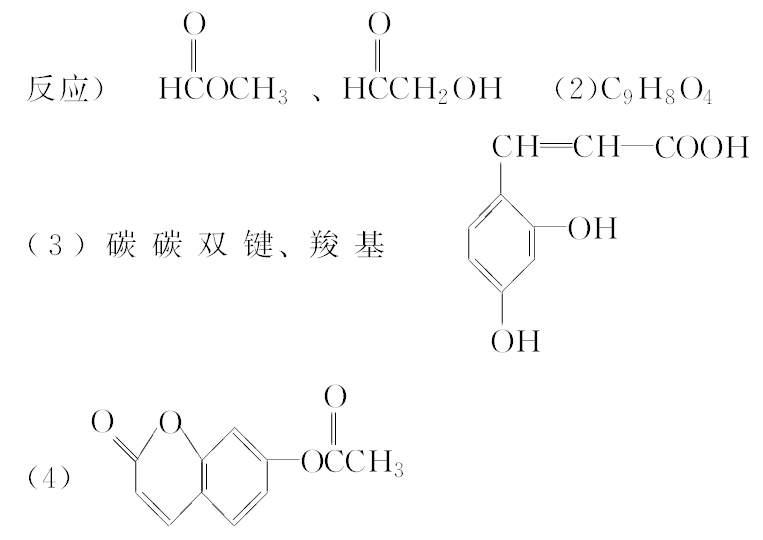 O O
反应） HCOCH₃ 、HCCH₂OH （2）C₉H₈O₄
CH═CH—COOH
（3）碳碳双键、羧基
OH
OH
O
O O
(4) OCCH₃